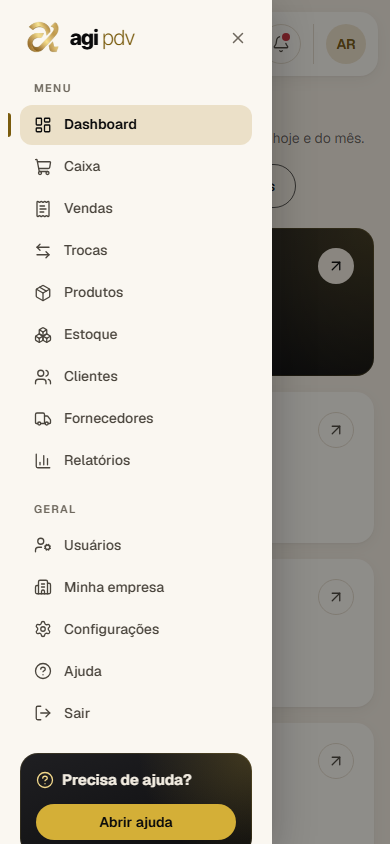 agi pdv
AR
MENU
Dashboard
hoje e do mês.
Caixa
s
Vendas
Trocas
Produtos
Estoque
Clientes
Fornecedores
Relatórios
GERAL
Usuários
Minha empresa
Configurações
Ajuda
Sair
Precisa de ajuda?
Abrir ajuda